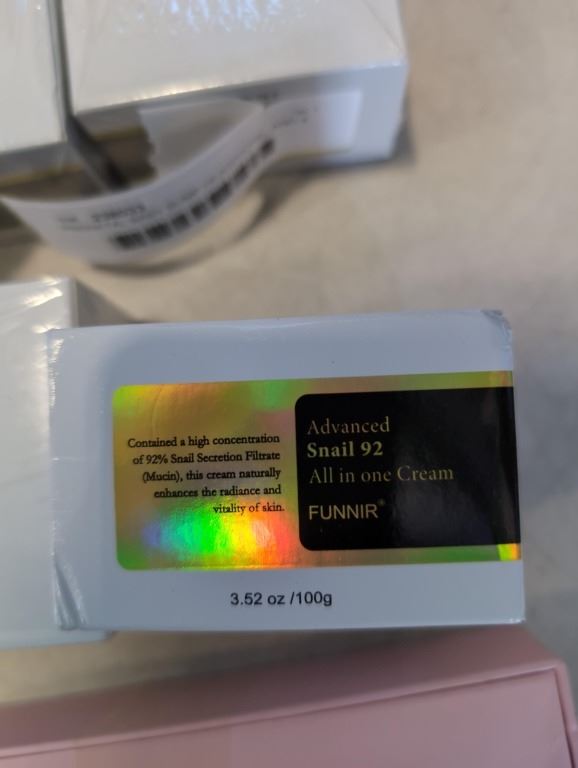 Contained a high concentration
of 92% Snail Secretion Filtrate
(Mucin), this cream naturally
enhances the radiance and
vitality of skin.
Advanced
Snail 92
All in one Cream
FUNNIR®
3.52 oz /100g